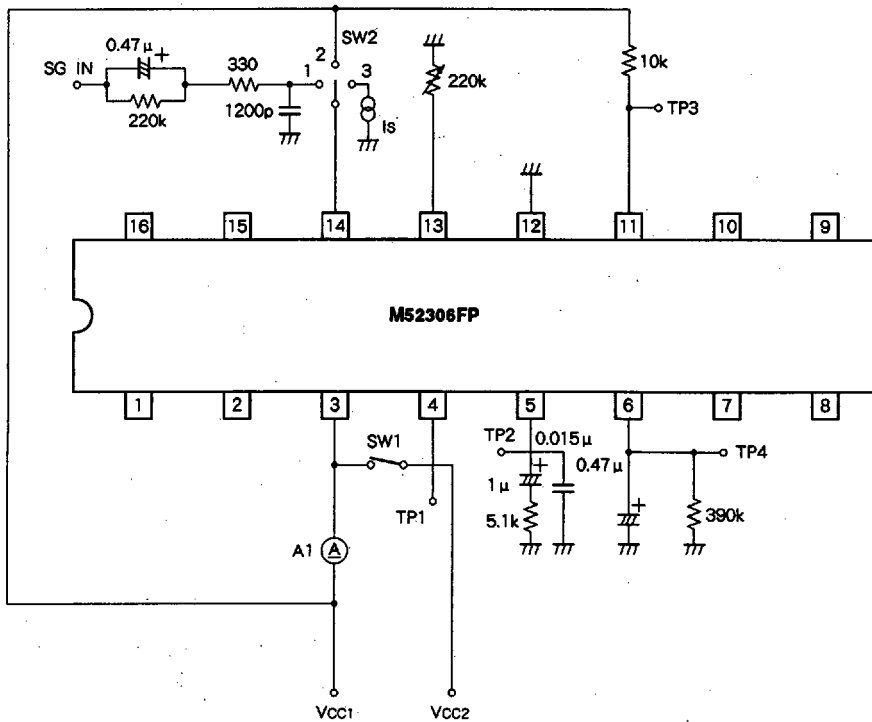 0.47μ
+
SG IN
220k
330
1200p
1
2
3
SW2
Is
220k
10k
TP3
16
15
14
13
12
11
10
9
M52306FP
1
2
3
4
5
6
7
8
SW1
TP1
A1
A
TP2
0.015μ
+
1μ
5.1k
0.47μ
+
TP4
390k
VCC1
VCC2